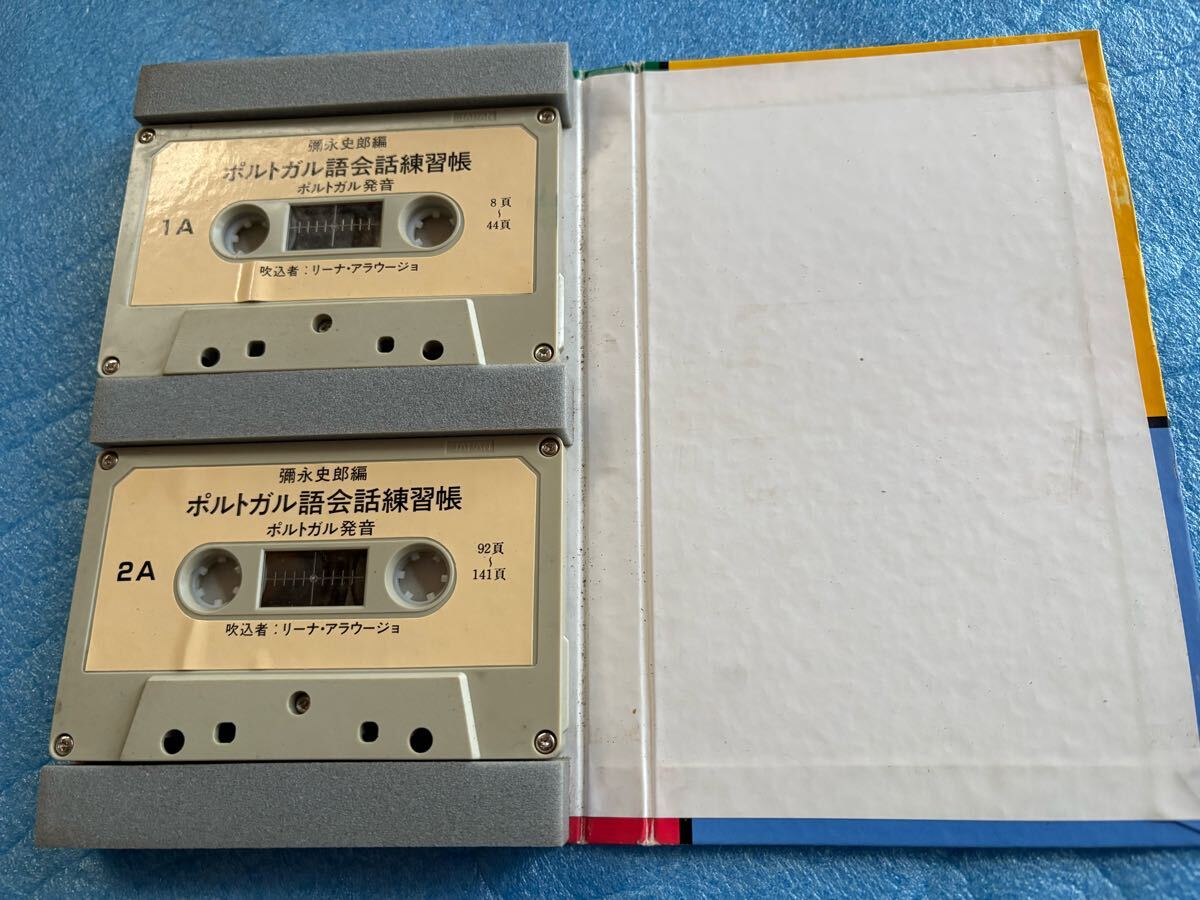 JAPAN
彌永史郎編
ポルトガル語会話練習帳
ポルトガル発音
1A
8頁
〜
44頁
吹込者:リーナ・アラウージョ
JAPAN
彌永史郎編
ポルトガル語会話練習帳
ポルトガル発音
2A
92頁
〜
141頁
吹込者:リーナ・アラウージョ